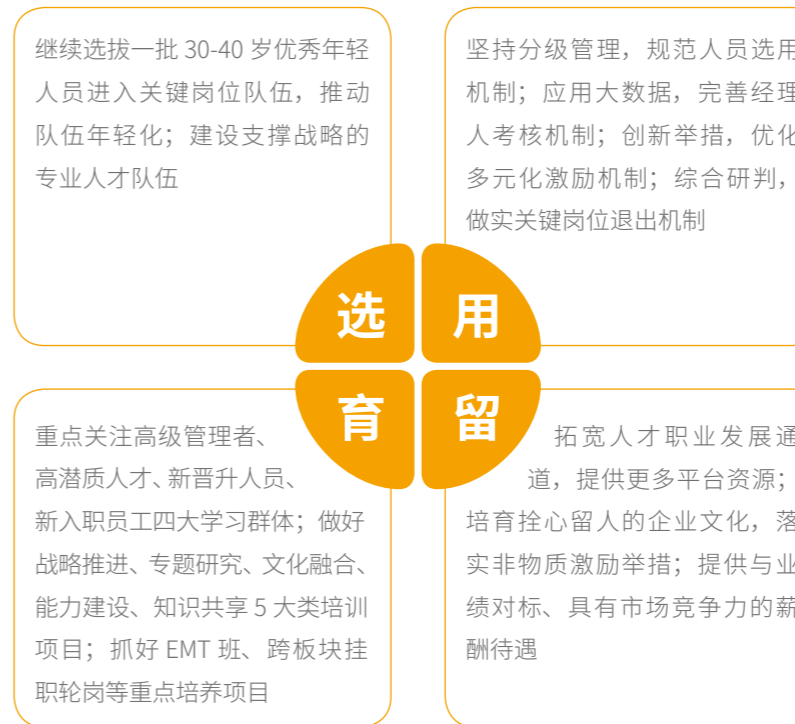 继续选拔一批 30-40 岁优秀年轻
人员进入关键岗位队伍，推动
队伍年轻化；建设支撑战略的
专业人才队伍
坚持分级管理，规范人员选用
机制；应用大数据，完善经理
人考核机制；创新举措，优化
多元化激励机制；综合研判，
做实关键岗位退出机制
选
用
育
留
重点关注高级管理者、
高潜质人才、新晋升人员、
新入职员工四大学习群体；做好
战略推进、专题研究、文化融合、
能力建设、知识共享 5 大类培训
项目；抓好 EMT 班、跨板块挂
职轮岗等重点培养项目
拓宽人才职业发展通
道，提供更多平台资源；
培育拴心留人的企业文化，落
实非物质激励举措；提供与业
绩对标、具有市场竞争力的薪
酬待遇